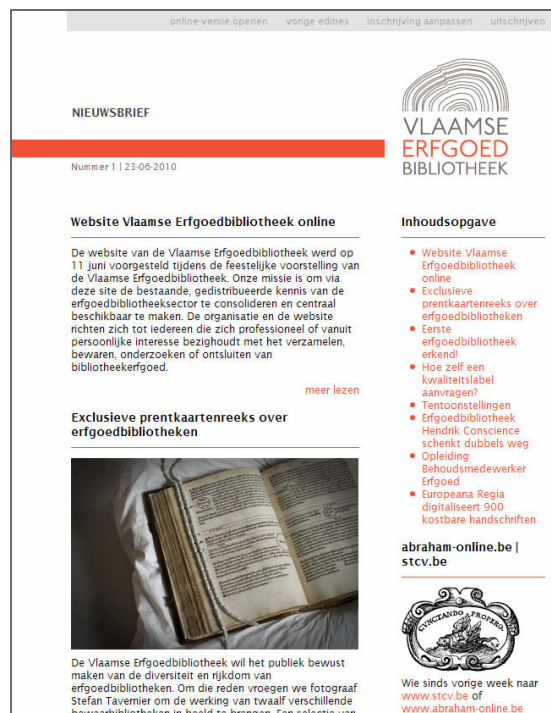 online-versie openen vorige edities inschrijving aanpassen uitschrijven
NIEUWSBRIEF
VLAAMSE
ERFGOED
BIBLIOTHEEK
Nummer 1 | 23-06-2010
Website Vlaamse Erfgoedbibliotheek online
De website van de Vlaamse Erfgoedbibliotheek werd op
11 juni voorgesteld tijdens de feestelijke voorstelling van
de Vlaamse Erfgoedbibliotheek. Onze missie is om via
deze site de bestaande, gedistribueerde kennis van de
erfgoedbibliotheeksector te consolideren en centraal
beschikbaar te maken. De organisatie en de website
richten zich tot iedereen die zich professioneel of vanuit
persoonlijke interesse bezighoudt met het verzamelen,
bewaren, onderzoeken of ontsluiten van
bibliotheekerfgoed.
meer lezen
Exclusieve prentkaartenreeks over
erfgoedbibliotheken
De Vlaamse Erfgoedbibliotheek wil het publiek bewust
maken van de diversiteit en rijkdom van
erfgoedbibliotheken. Om die reden vroegen we fotograaf
Stefan Tavernier om de werking van twaalf verschillende
Inhoudsopgave
Website Vlaamse
Erfgoedbibliotheek
online
Exclusieve
prentkaartenreeks over
erfgoedbibliotheken
Eerste
erfgoedbibliotheek
erkend!
Hoe zelf een
kwaliteitslabel
aanvragen?
Tentoonstellingen
Erfgoedbibliotheek
Hendrik Conscience
schenkt dubbels weg
Opleiding
Behoudsmedewerker
Erfgoed
Europeana Regia
digitaliseert 900
kostbare handschriften
abraham-online.be |
stcv.be
CVNCTANDO PROPERO.
Wie sinds vorige week naar
www.stcv.be of
www.abraham-online.be